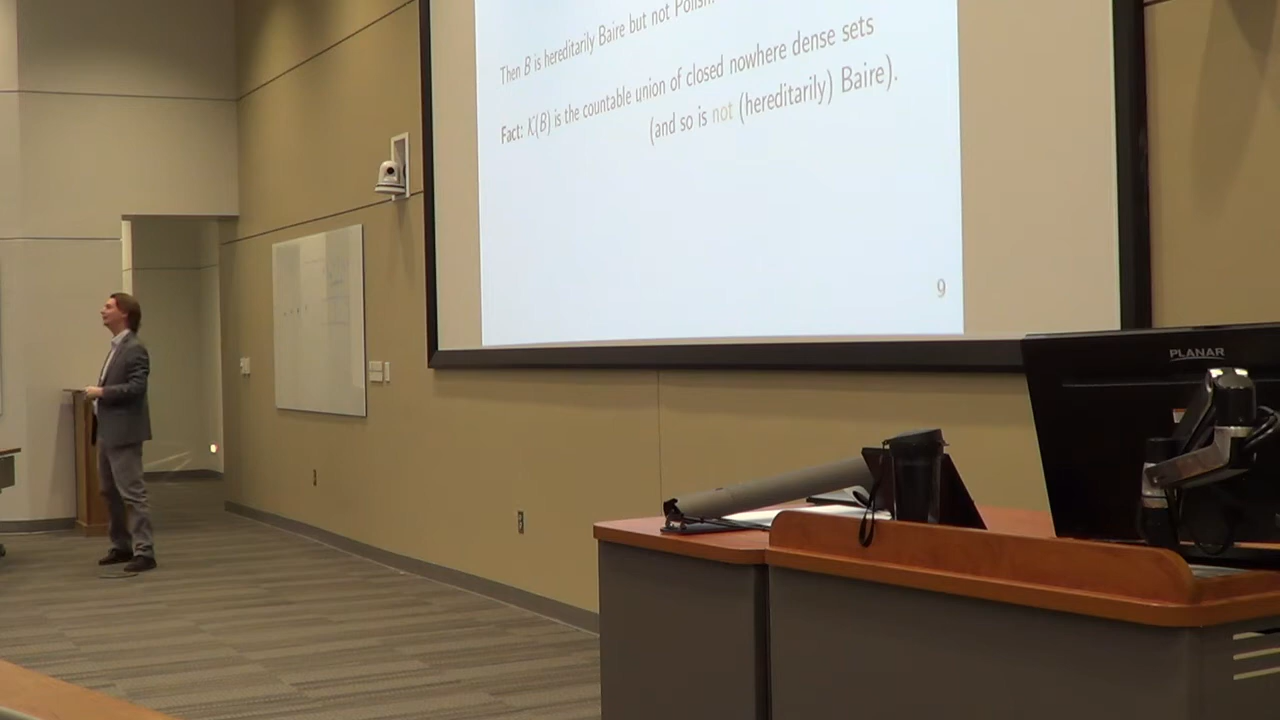 Then B is hereditarily Baire but not Polish
Fact: K(B) is the countable union of closed nowhere dense sets
(and so is not (hereditarily) Baire).
9
PLANAR